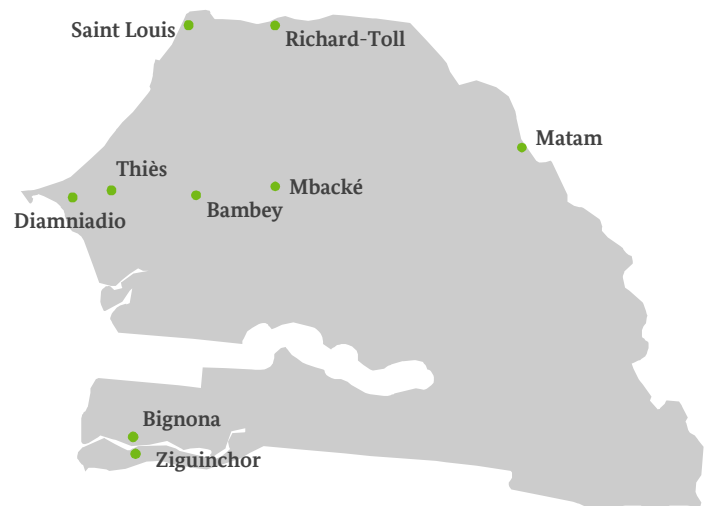 Saint Louis
Richard-Toll
Matam
Thiès
Mbacké
Bambey
Diamniadio
Bignona
Ziguinchor